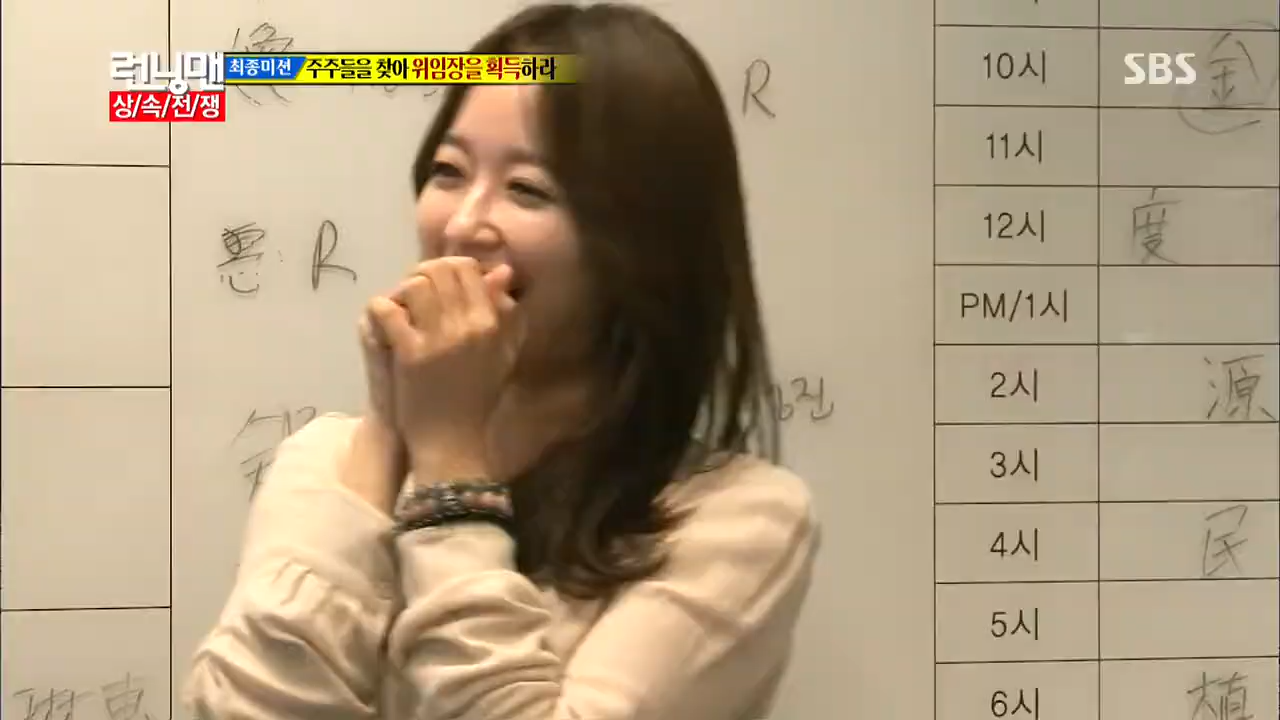 런닝맨
상/속/전/쟁
최종미션 주주들을 찾아 위임장을 획득하라
SBS
R
悪 R
10시 金
11시
12시 度
PM/1시
2시 源
3시
4시 民
5시
6시 植